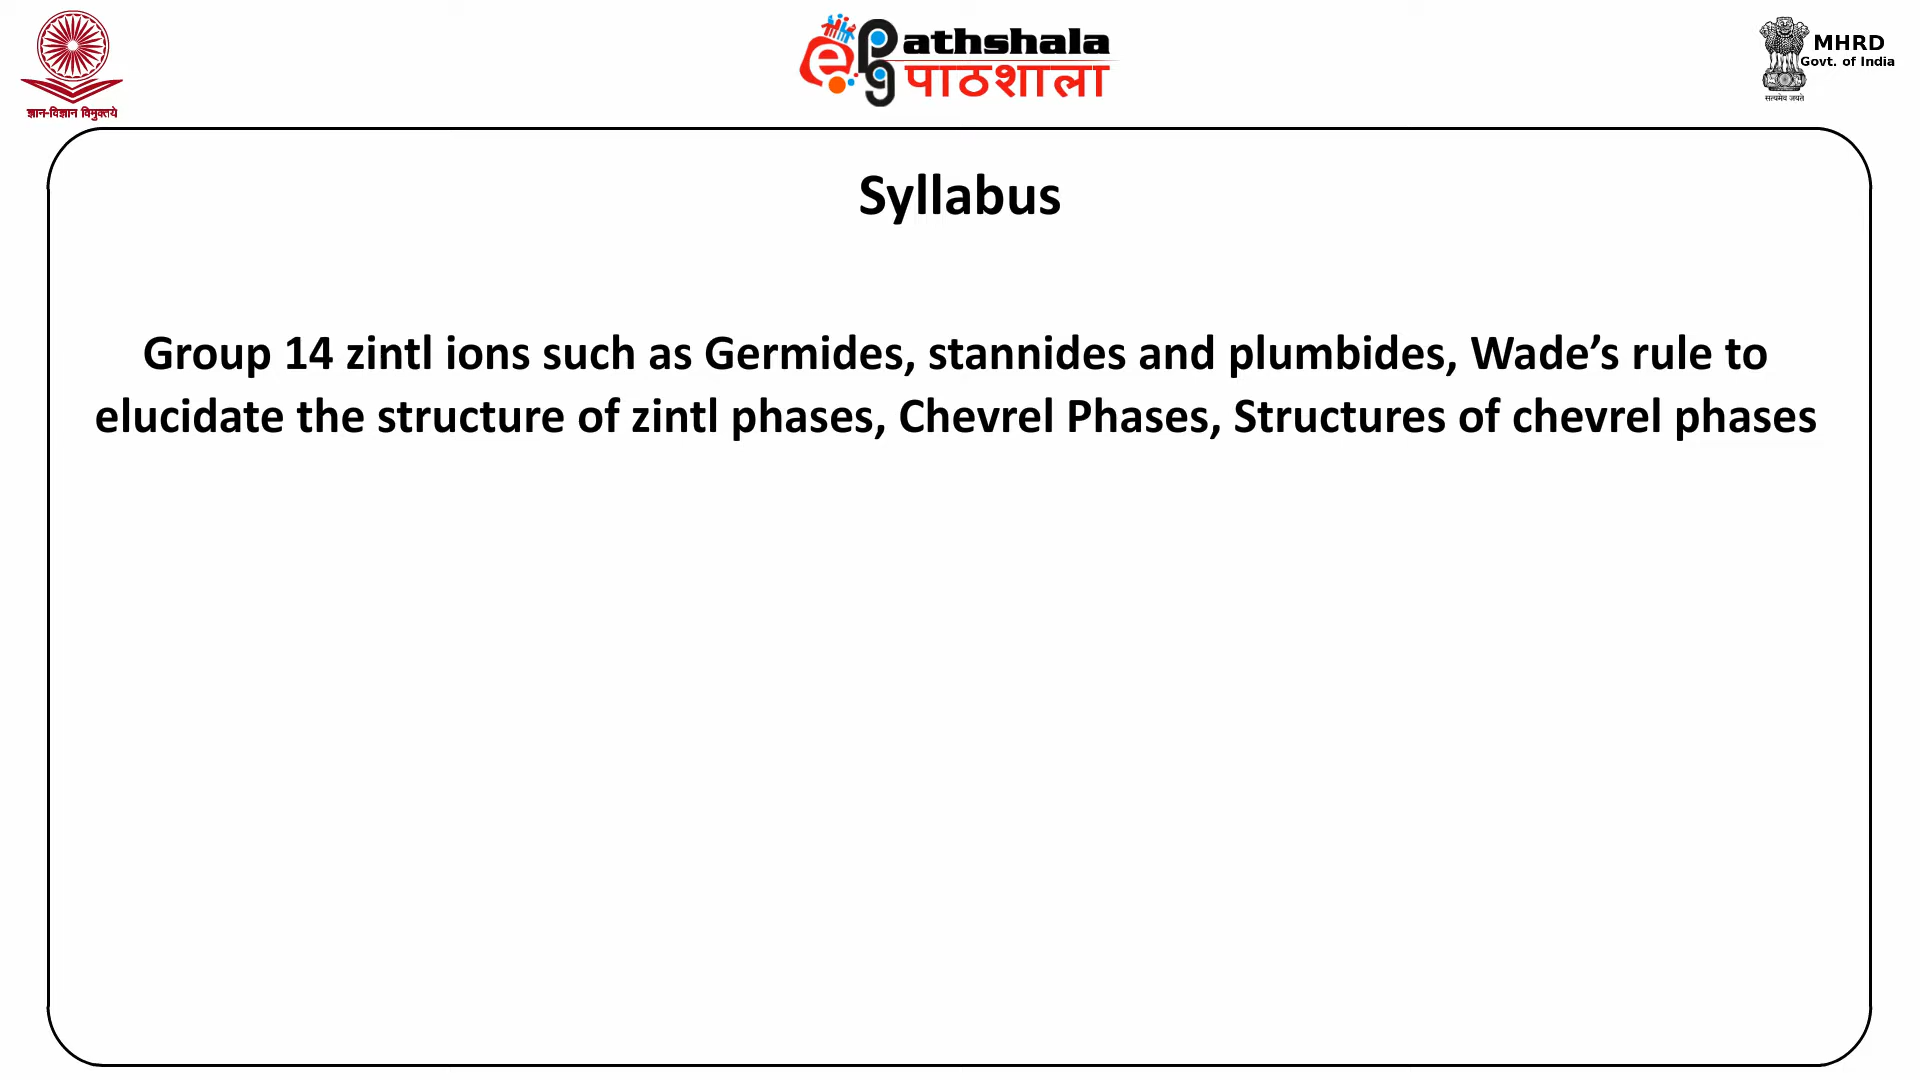 ज्ञान-विज्ञान विमुक्तये
e pg athshala
पाठशाला
MHRD
Govt. of India
सत्यमेव जयते
Syllabus
Group 14 zintl ions such as Germides, stannides and plumbides, Wade’s rule to
elucidate the structure of zintl phases, Chevrel Phases, Structures of chevrel phases